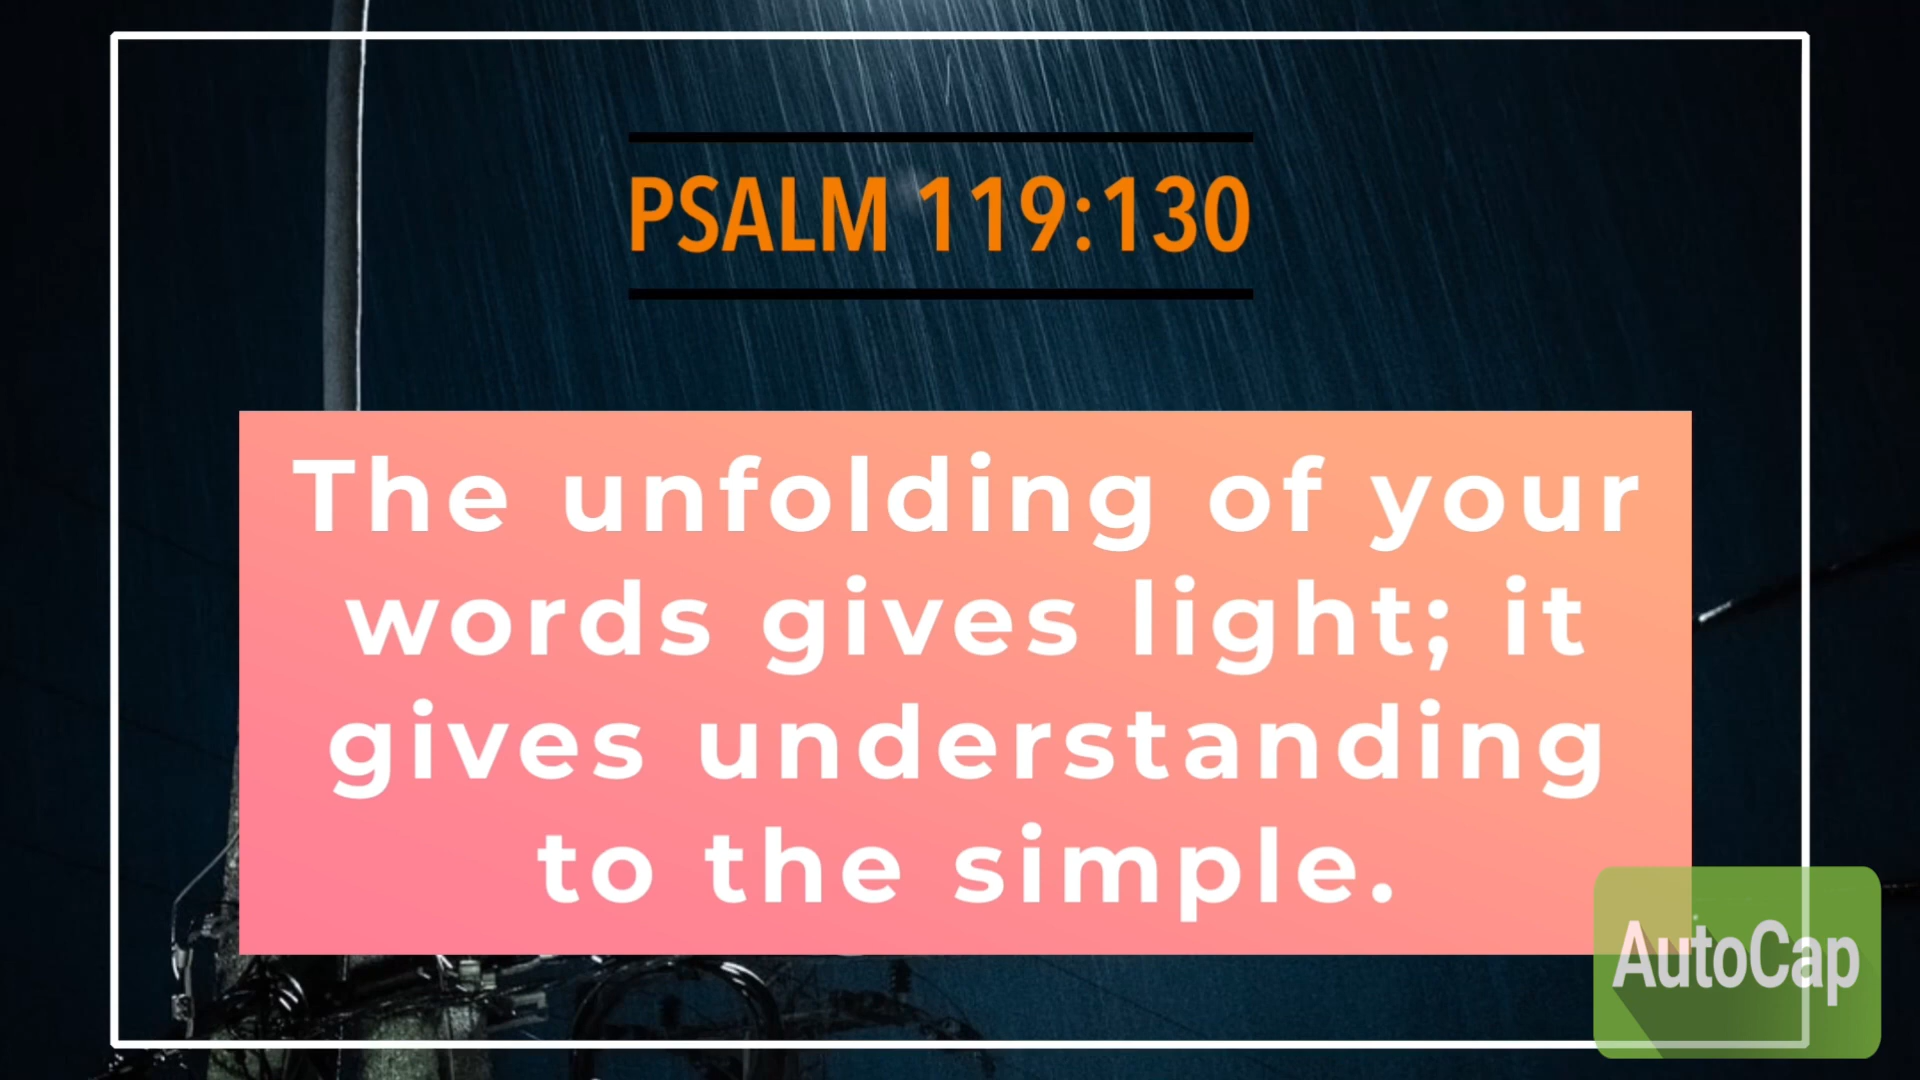 PSALM 119:130
The unfolding of your
words gives light; it
gives understanding
to the simple.
AutoCap